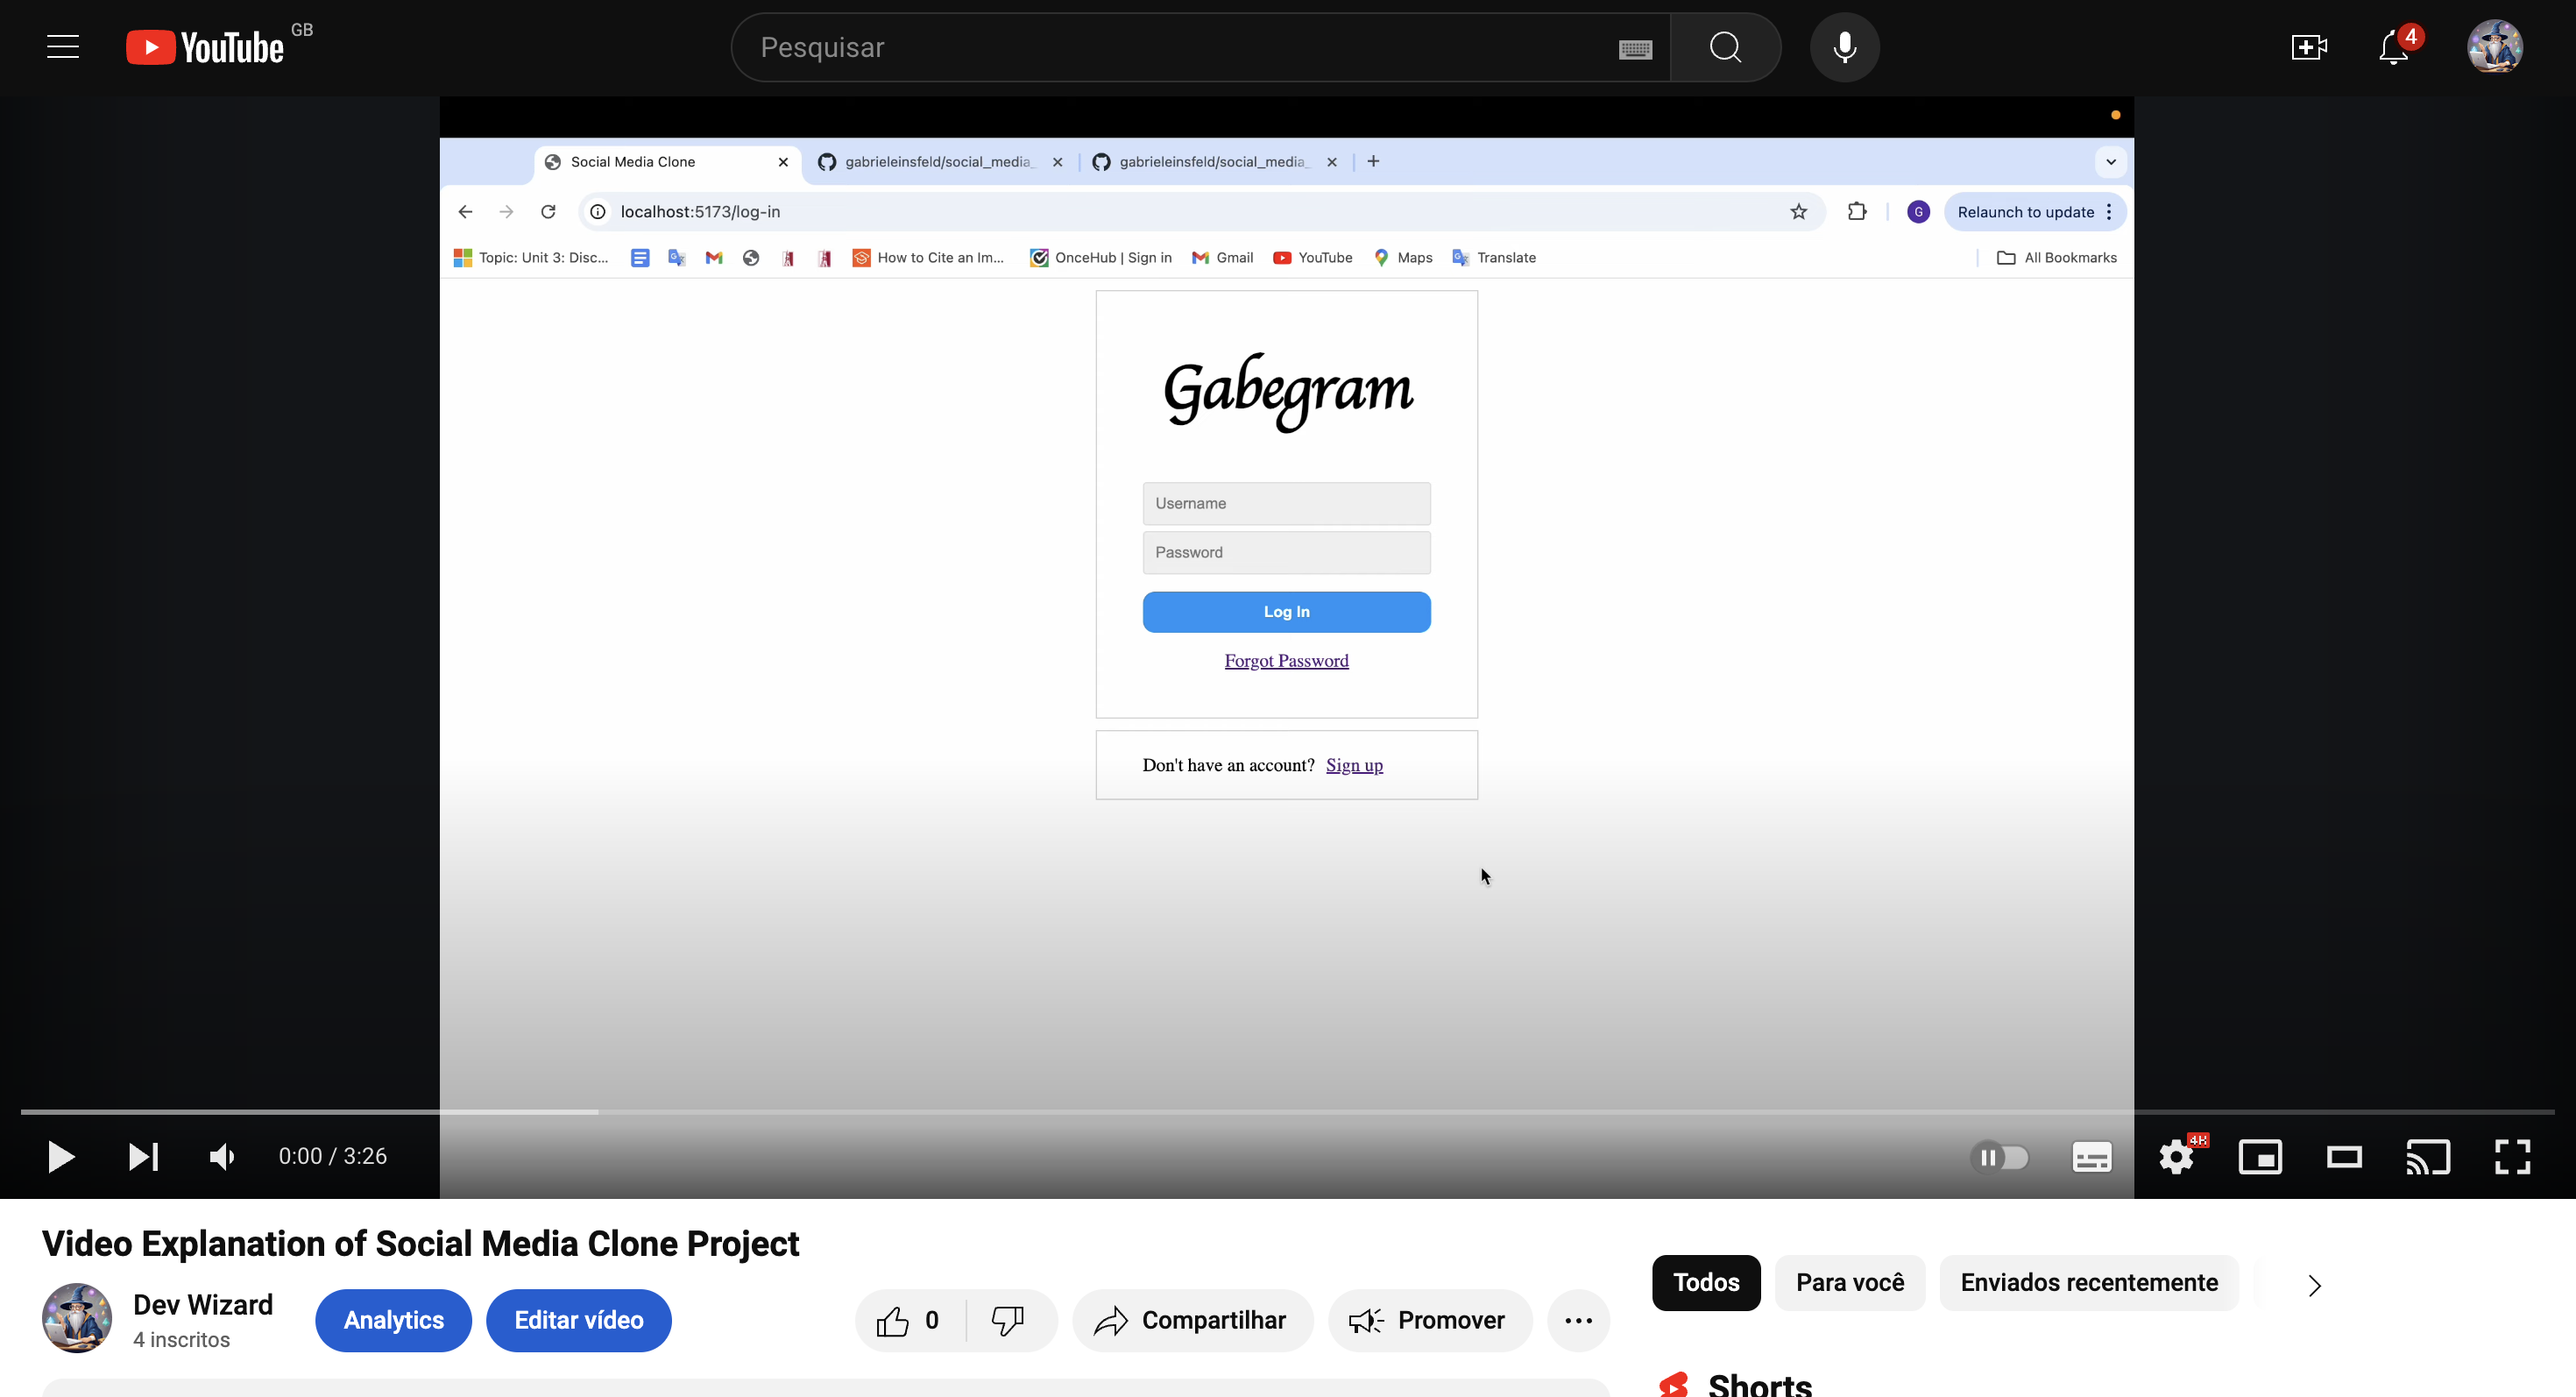 YouTube GB
Pesquisar
4
Social Media Clone
gabrieleinsfeld/social_media_
gabrieleinsfeld/social_media_
localhost:5173/log-in
G
Relaunch to update
Topic: Unit 3: Disc...
How to Cite an Im...
OnceHub | Sign in
Gmail
YouTube
Maps
Translate
All Bookmarks
Gabegram
Username
Password
Log In
Forgot Password
Don't have an account? Sign up
0:00 / 3:26
4K
Video Explanation of Social Media Clone Project
Dev Wizard
4 inscritos
Analytics
Editar vídeo
0
Compartilhar
Promover
Todos
Para você
Enviados recentemente
Shorts